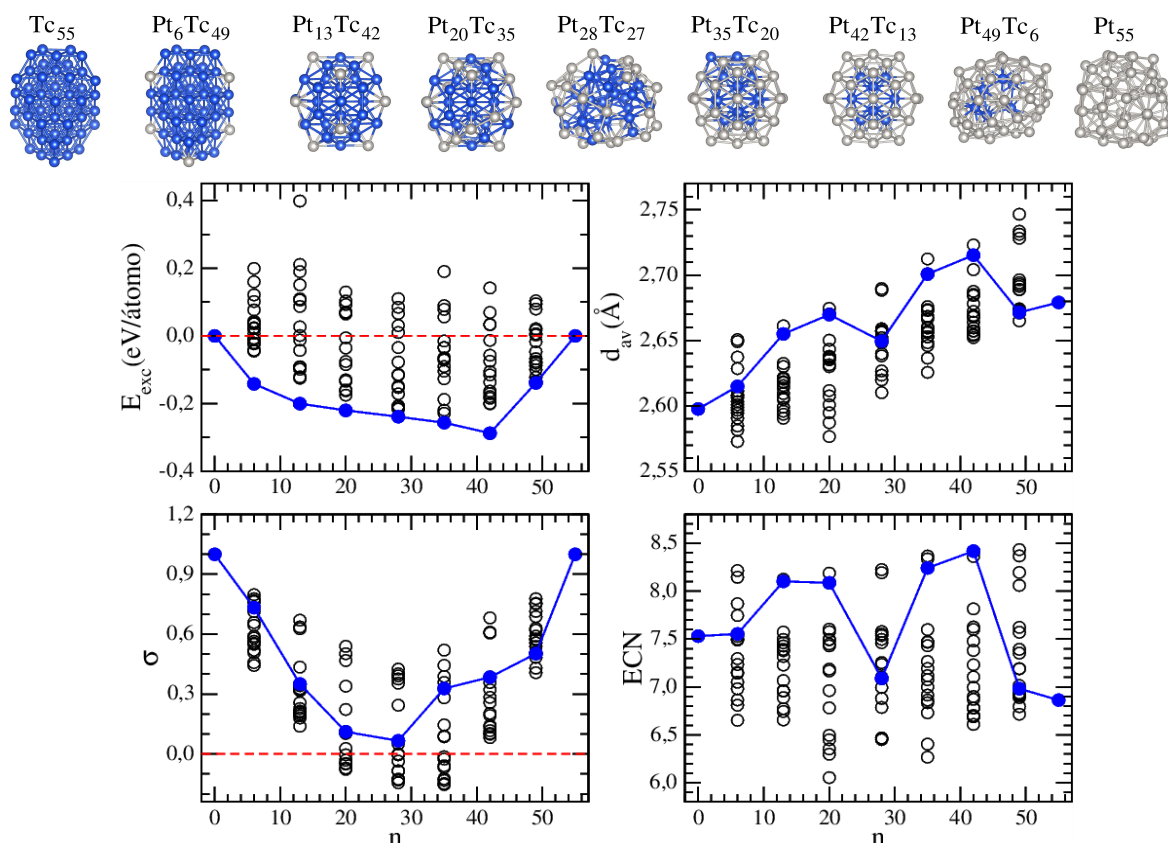 Tc₅₅ Pt₆Tc₄₉ Pt₁₃Tc₄₂ Pt₂₀Tc₃₅ Pt₂₈Tc₂₇ Pt₃₅Tc₂₀ Pt₄₂Tc₁₃ Pt₄₉Tc₆ Pt₅₅
E_exc(eV/átomo)
0,4
0,2
0,0
-0,2
-0,4
0 10 20 30 40 50
d_av(Å)
2,75
2,70
2,65
2,60
2,55
0 10 20 30 40 50
σ
1,2
0,9
0,6
0,3
0,0
0 10 20 30 40 50
n
ECN
8,5
8,0
7,5
7,0
6,5
6,0
0 10 20 30 40 50
n